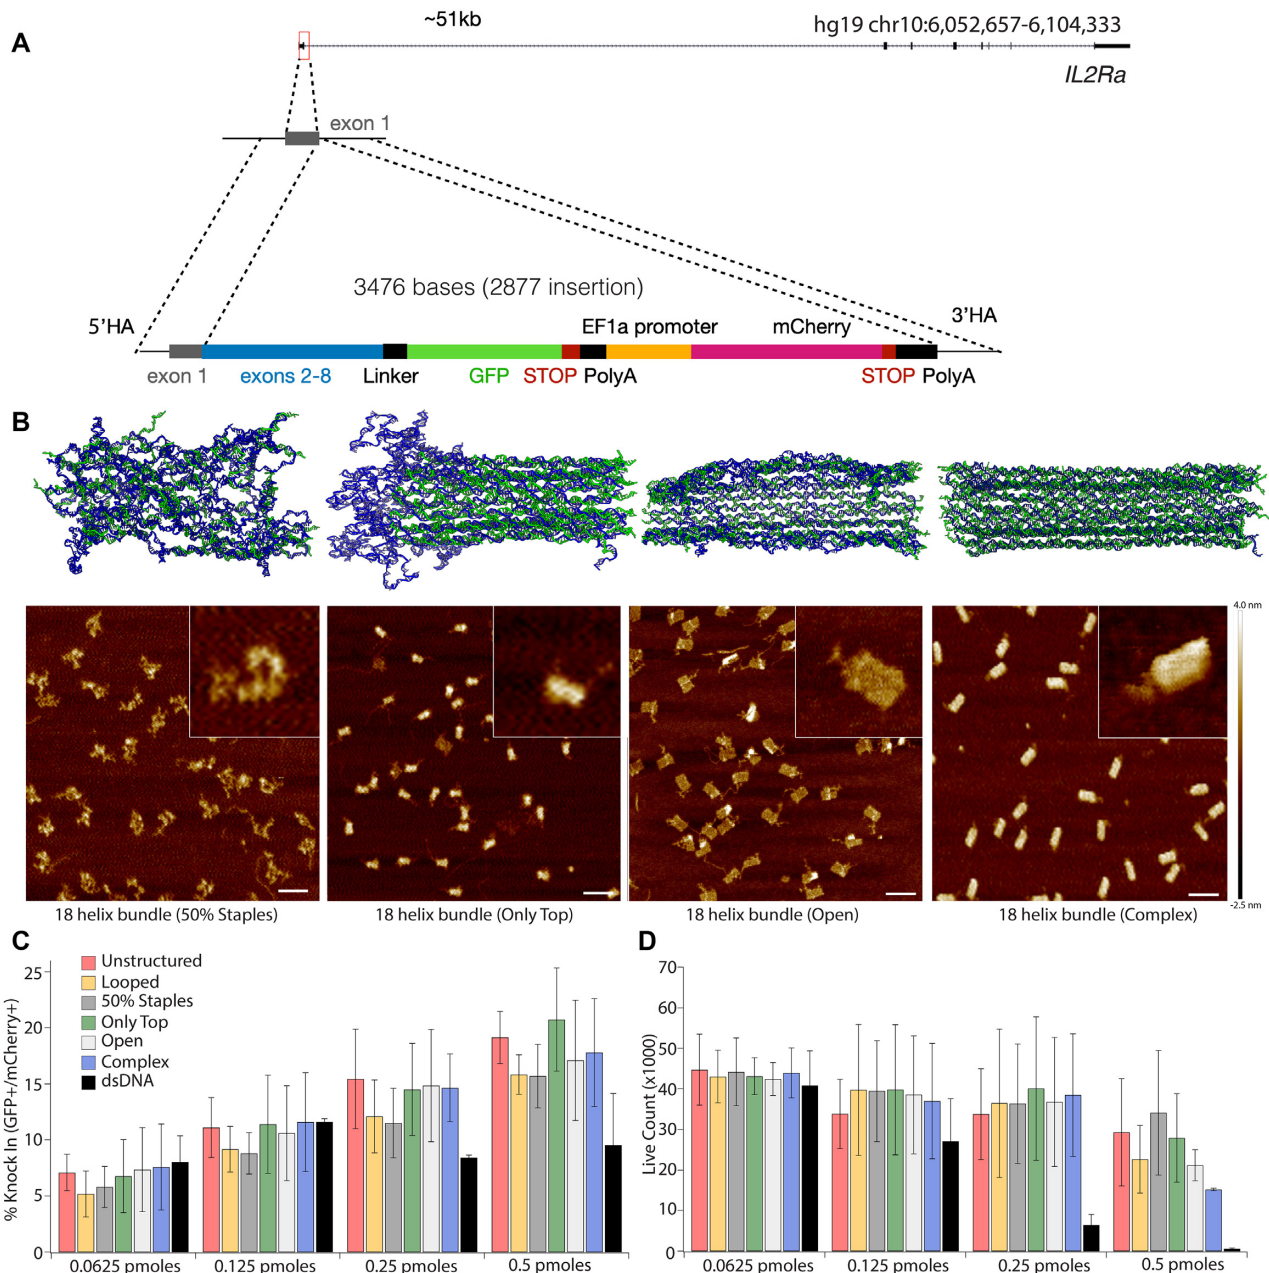 A
~51kb
hg19 chr10:6,052,657-6,104,333
IL2Ra
exon 1
3476 bases (2877 insertion)
5'HA
3'HA
EF1a promoter
mCherry
exon 1
exons 2-8
Linker
GFP
STOP
PolyA
STOP
PolyA
B
4.0 nm
-2.5 nm
18 helix bundle (50% Staples)
18 helix bundle (Only Top)
18 helix bundle (Open)
18 helix bundle (Complex)
C
% Knock In (GFP+/mCherry+)
25
20
15
10
5
0
Unstructured
Looped
50% Staples
Only Top
Open
Complex
dsDNA
0.0625 pmoles
0.125 pmoles
0.25 pmoles
0.5 pmoles
D
Live Count (x1000)
70
60
50
40
30
20
10
0
0.0625 pmoles
0.125 pmoles
0.25 pmoles
0.5 pmoles